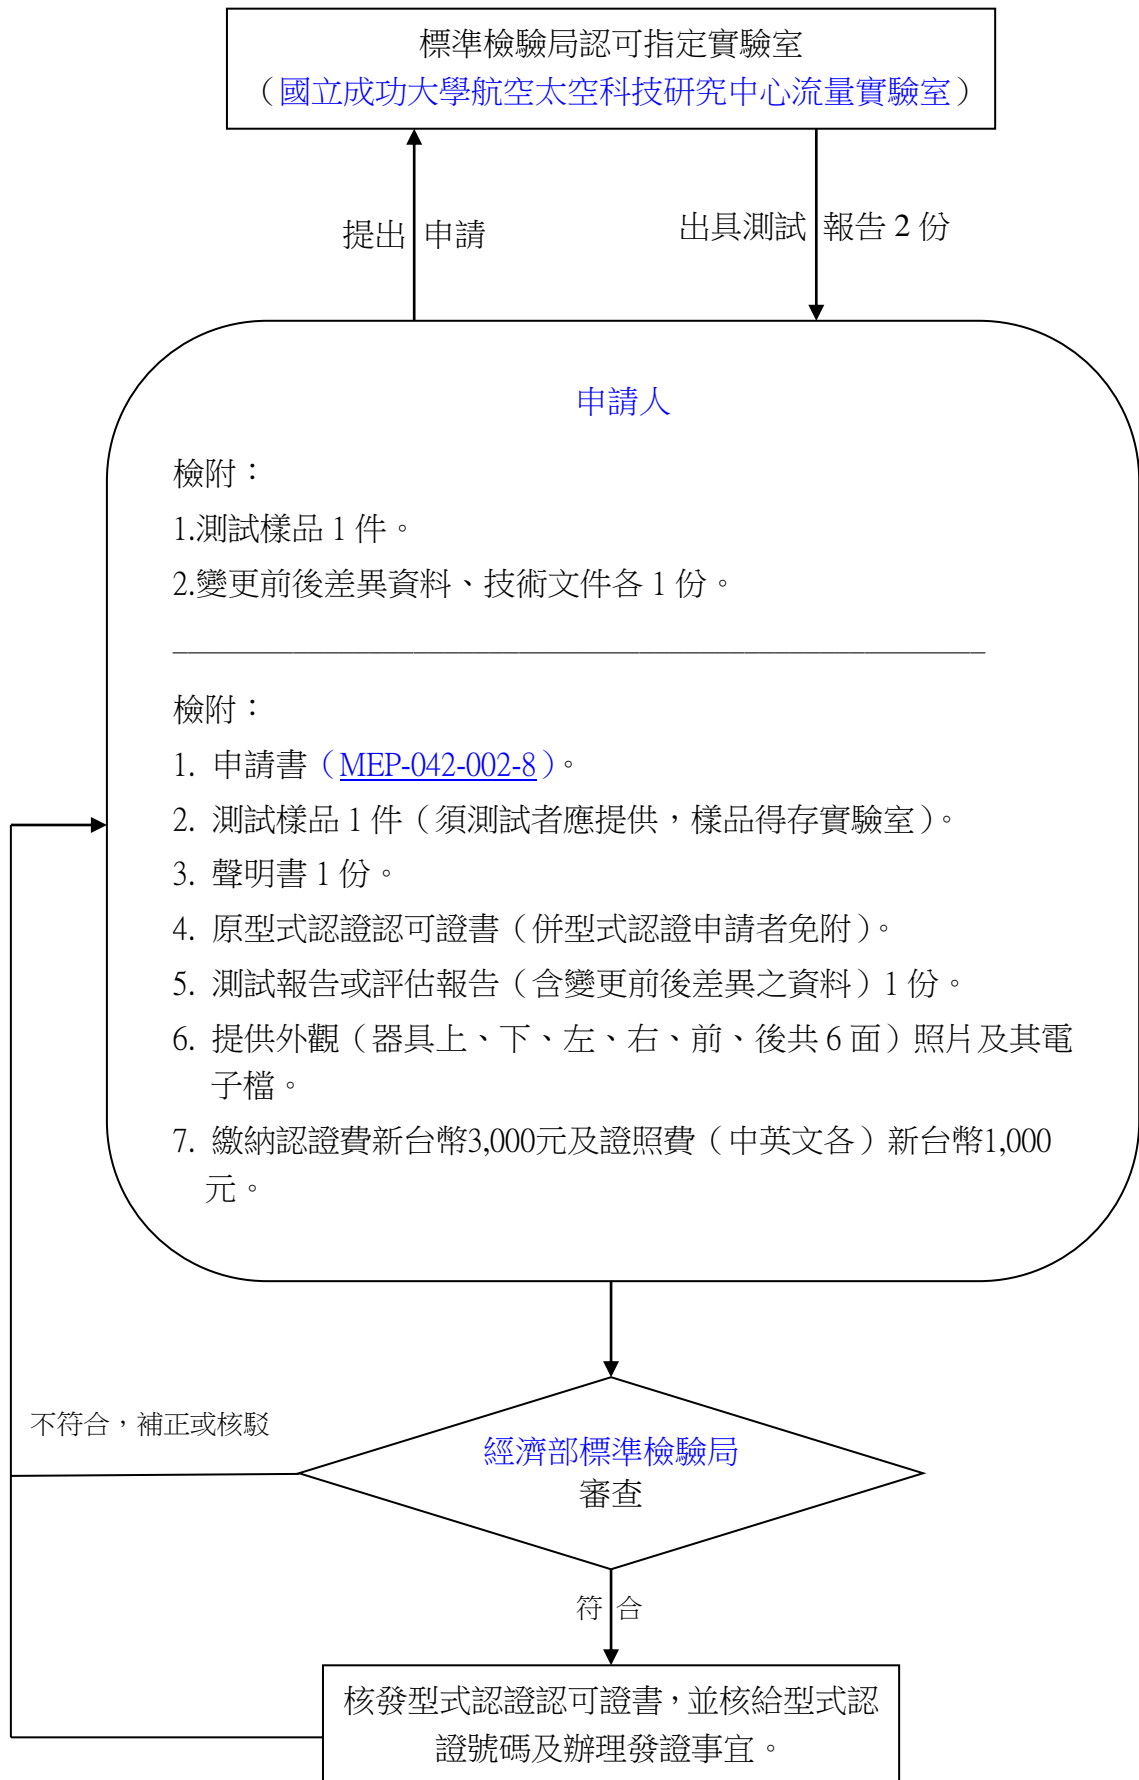 標準檢驗局認可指定實驗室
（國立成功大學航空太空科技研究中心流量實驗室）
提出 申請
出具測試 報告 2 份
申請人
檢附：
1.測試樣品 1 件。
2.變更前後差異資料、技術文件各 1 份。
檢附：
1. 申請書（MEP-042-002-8）。
2. 測試樣品 1 件（須測試者應提供，樣品得存實驗室）。
3. 聲明書 1 份。
4. 原型式認證認可證書（併型式認證申請者免附）。
5. 測試報告或評估報告（含變更前後差異之資料）1 份。
6. 提供外觀（器具上、下、左、右、前、後共 6 面）照片及其電
子檔。
7. 繳納認證費新台幣3,000元及證照費（中英文各）新台幣1,000
元。
不符合，補正或核駁
經濟部標準檢驗局
審查
符 合
核發型式認證認可證書，並核給型式認
證號碼及辦理發證事宜。